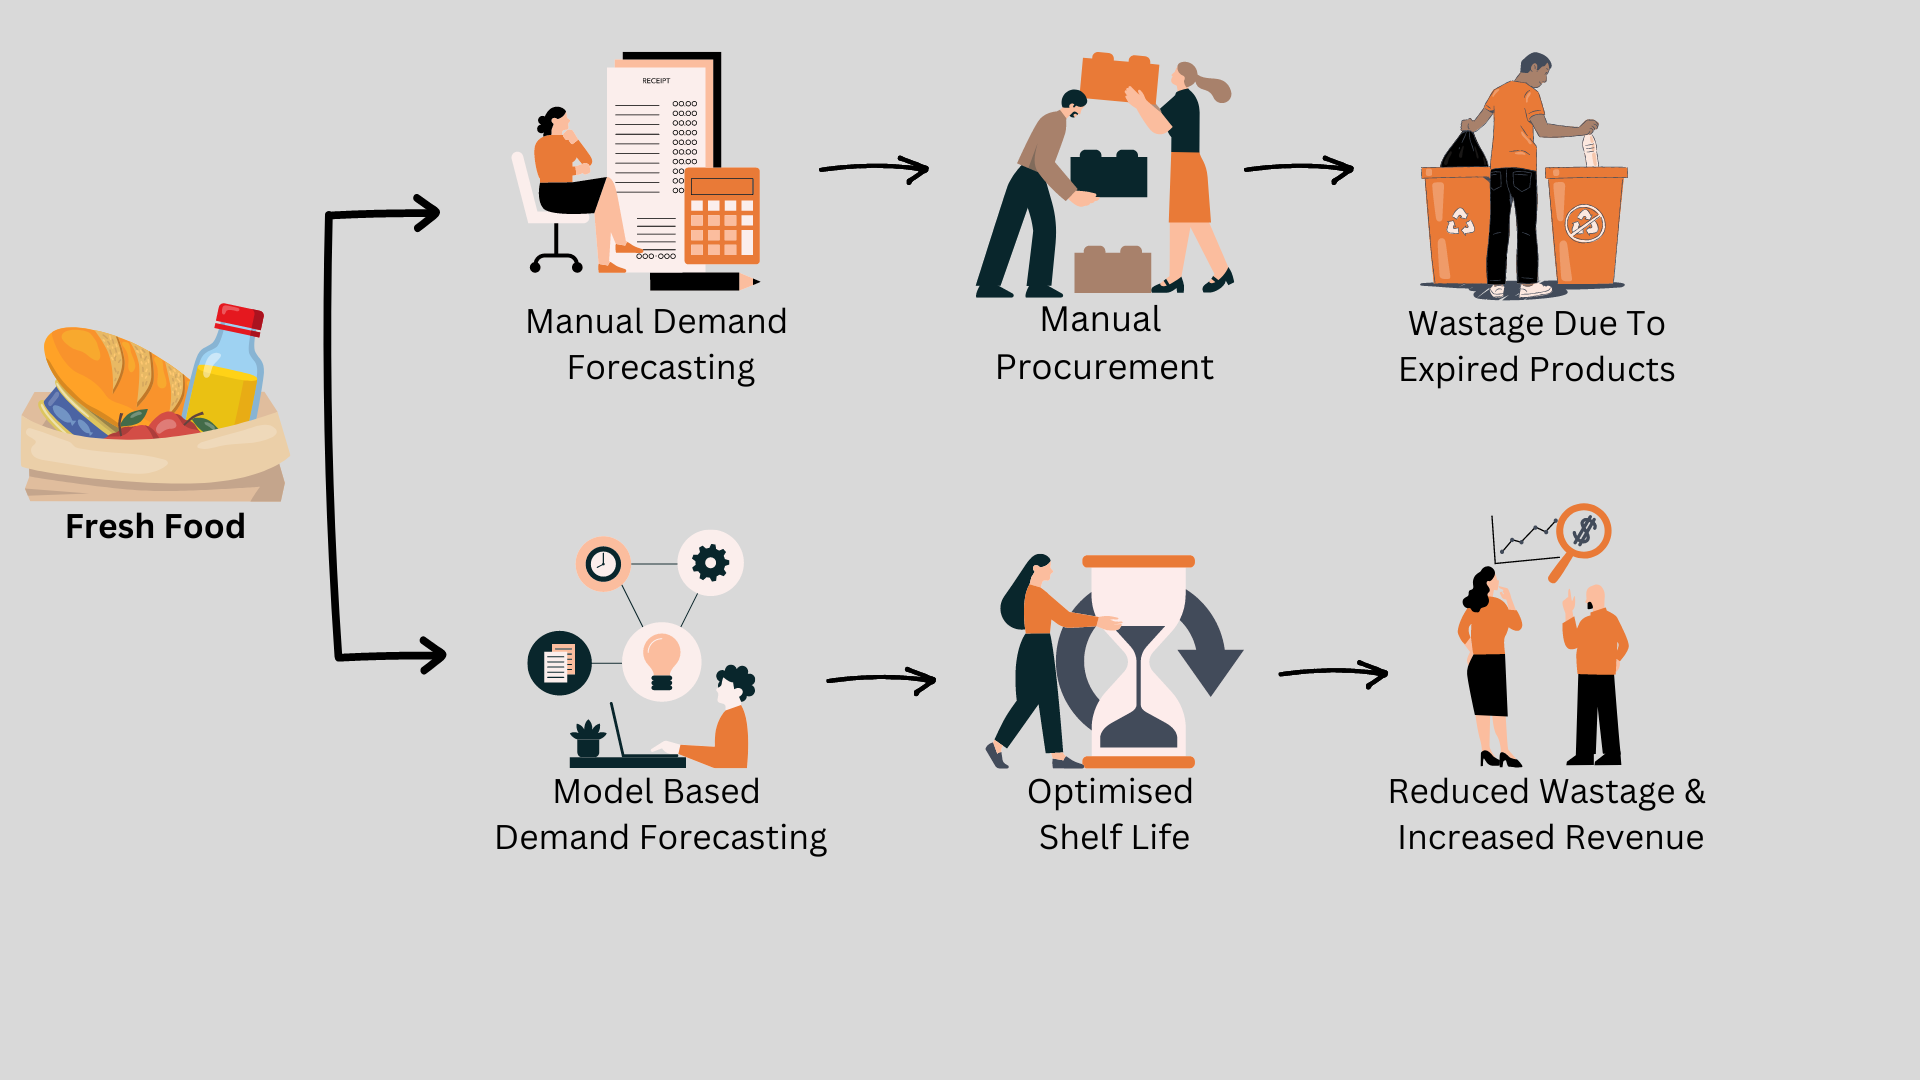 RECEIPT
Manual Demand
Forecasting
Manual
Procurement
Wastage Due To
Expired Products
Fresh Food
$
Model Based
Demand Forecasting
Optimised
Shelf Life
Reduced Wastage &
Increased Revenue